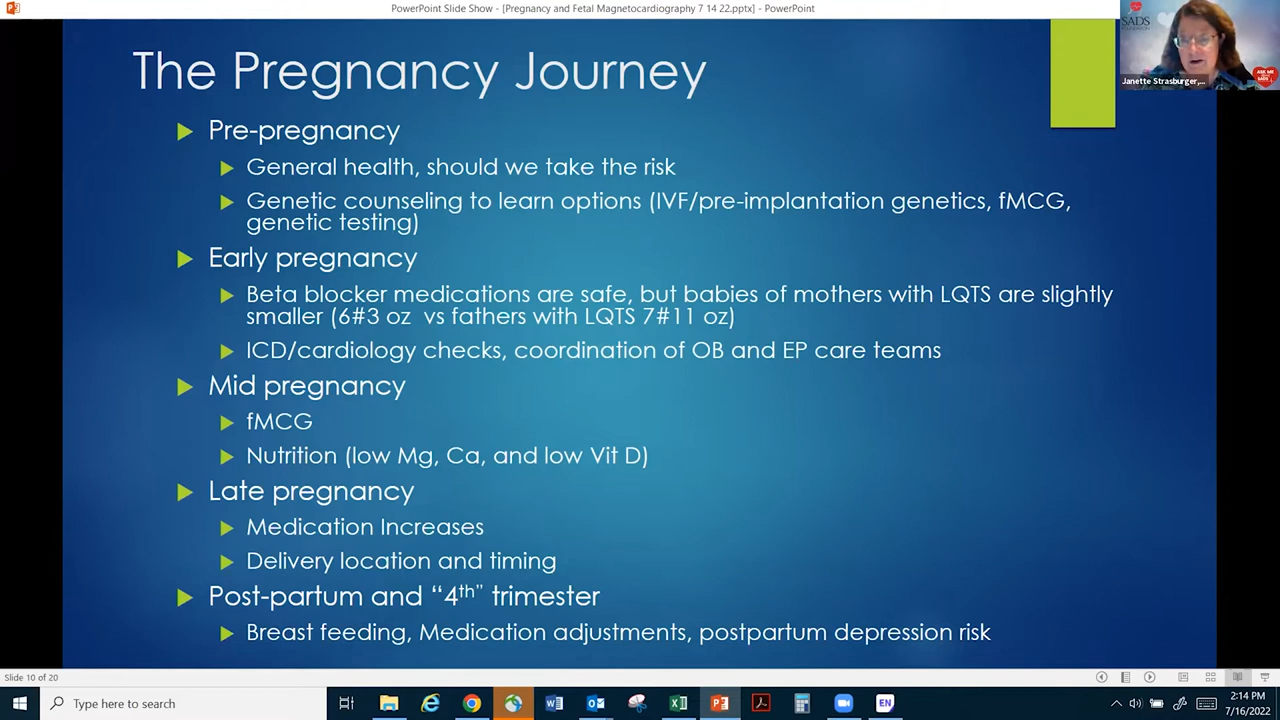 PowerPoint Slide Show - [Pregnancy and Fetal Magnetocardiography 7 14 22.pptx] - PowerPoint
SADS
FOUNDATION
Janette Strasburger,...
ASK ME
The Pregnancy Journey
Pre-pregnancy
General health, should we take the risk
Genetic counseling to learn options (IVF/pre-implantation genetics, fMCG,
genetic testing)
Early pregnancy
Beta blocker medications are safe, but babies of mothers with LQTS are slightly
smaller (6#3 oz vs fathers with LQTS 7#11 oz)
ICD/cardiology checks, coordination of OB and EP care teams
Mid pregnancy
fMCG
Nutrition (low Mg, Ca, and low Vit D)
Late pregnancy
Medication Increases
Delivery location and timing
Post-partum and “4th” trimester
Breast feeding, Medication adjustments, postpartum depression risk
Slide 10 of 20
Type here to search
EN
2:14 PM
7/16/2022